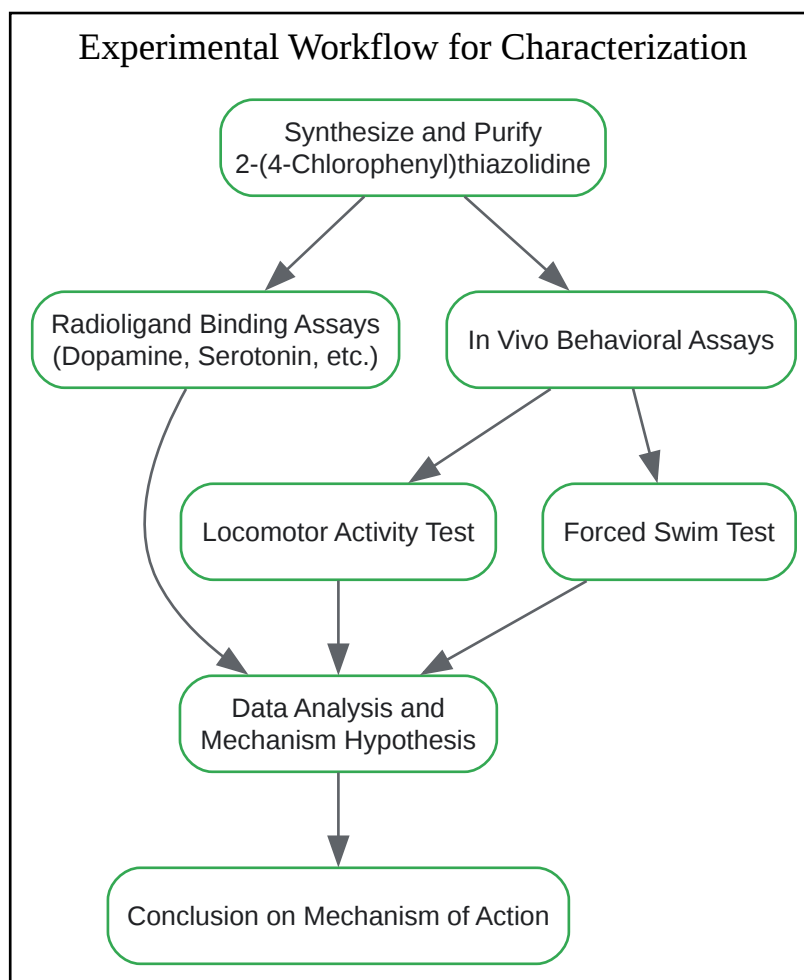 Experimental Workflow for Characterization
Synthesize and Purify
2-(4-Chlorophenyl)thiazolidine
Radioligand Binding Assays
(Dopamine, Serotonin, etc.)
In Vivo Behavioral Assays
Locomotor Activity Test
Forced Swim Test
Data Analysis and
Mechanism Hypothesis
Conclusion on Mechanism of Action